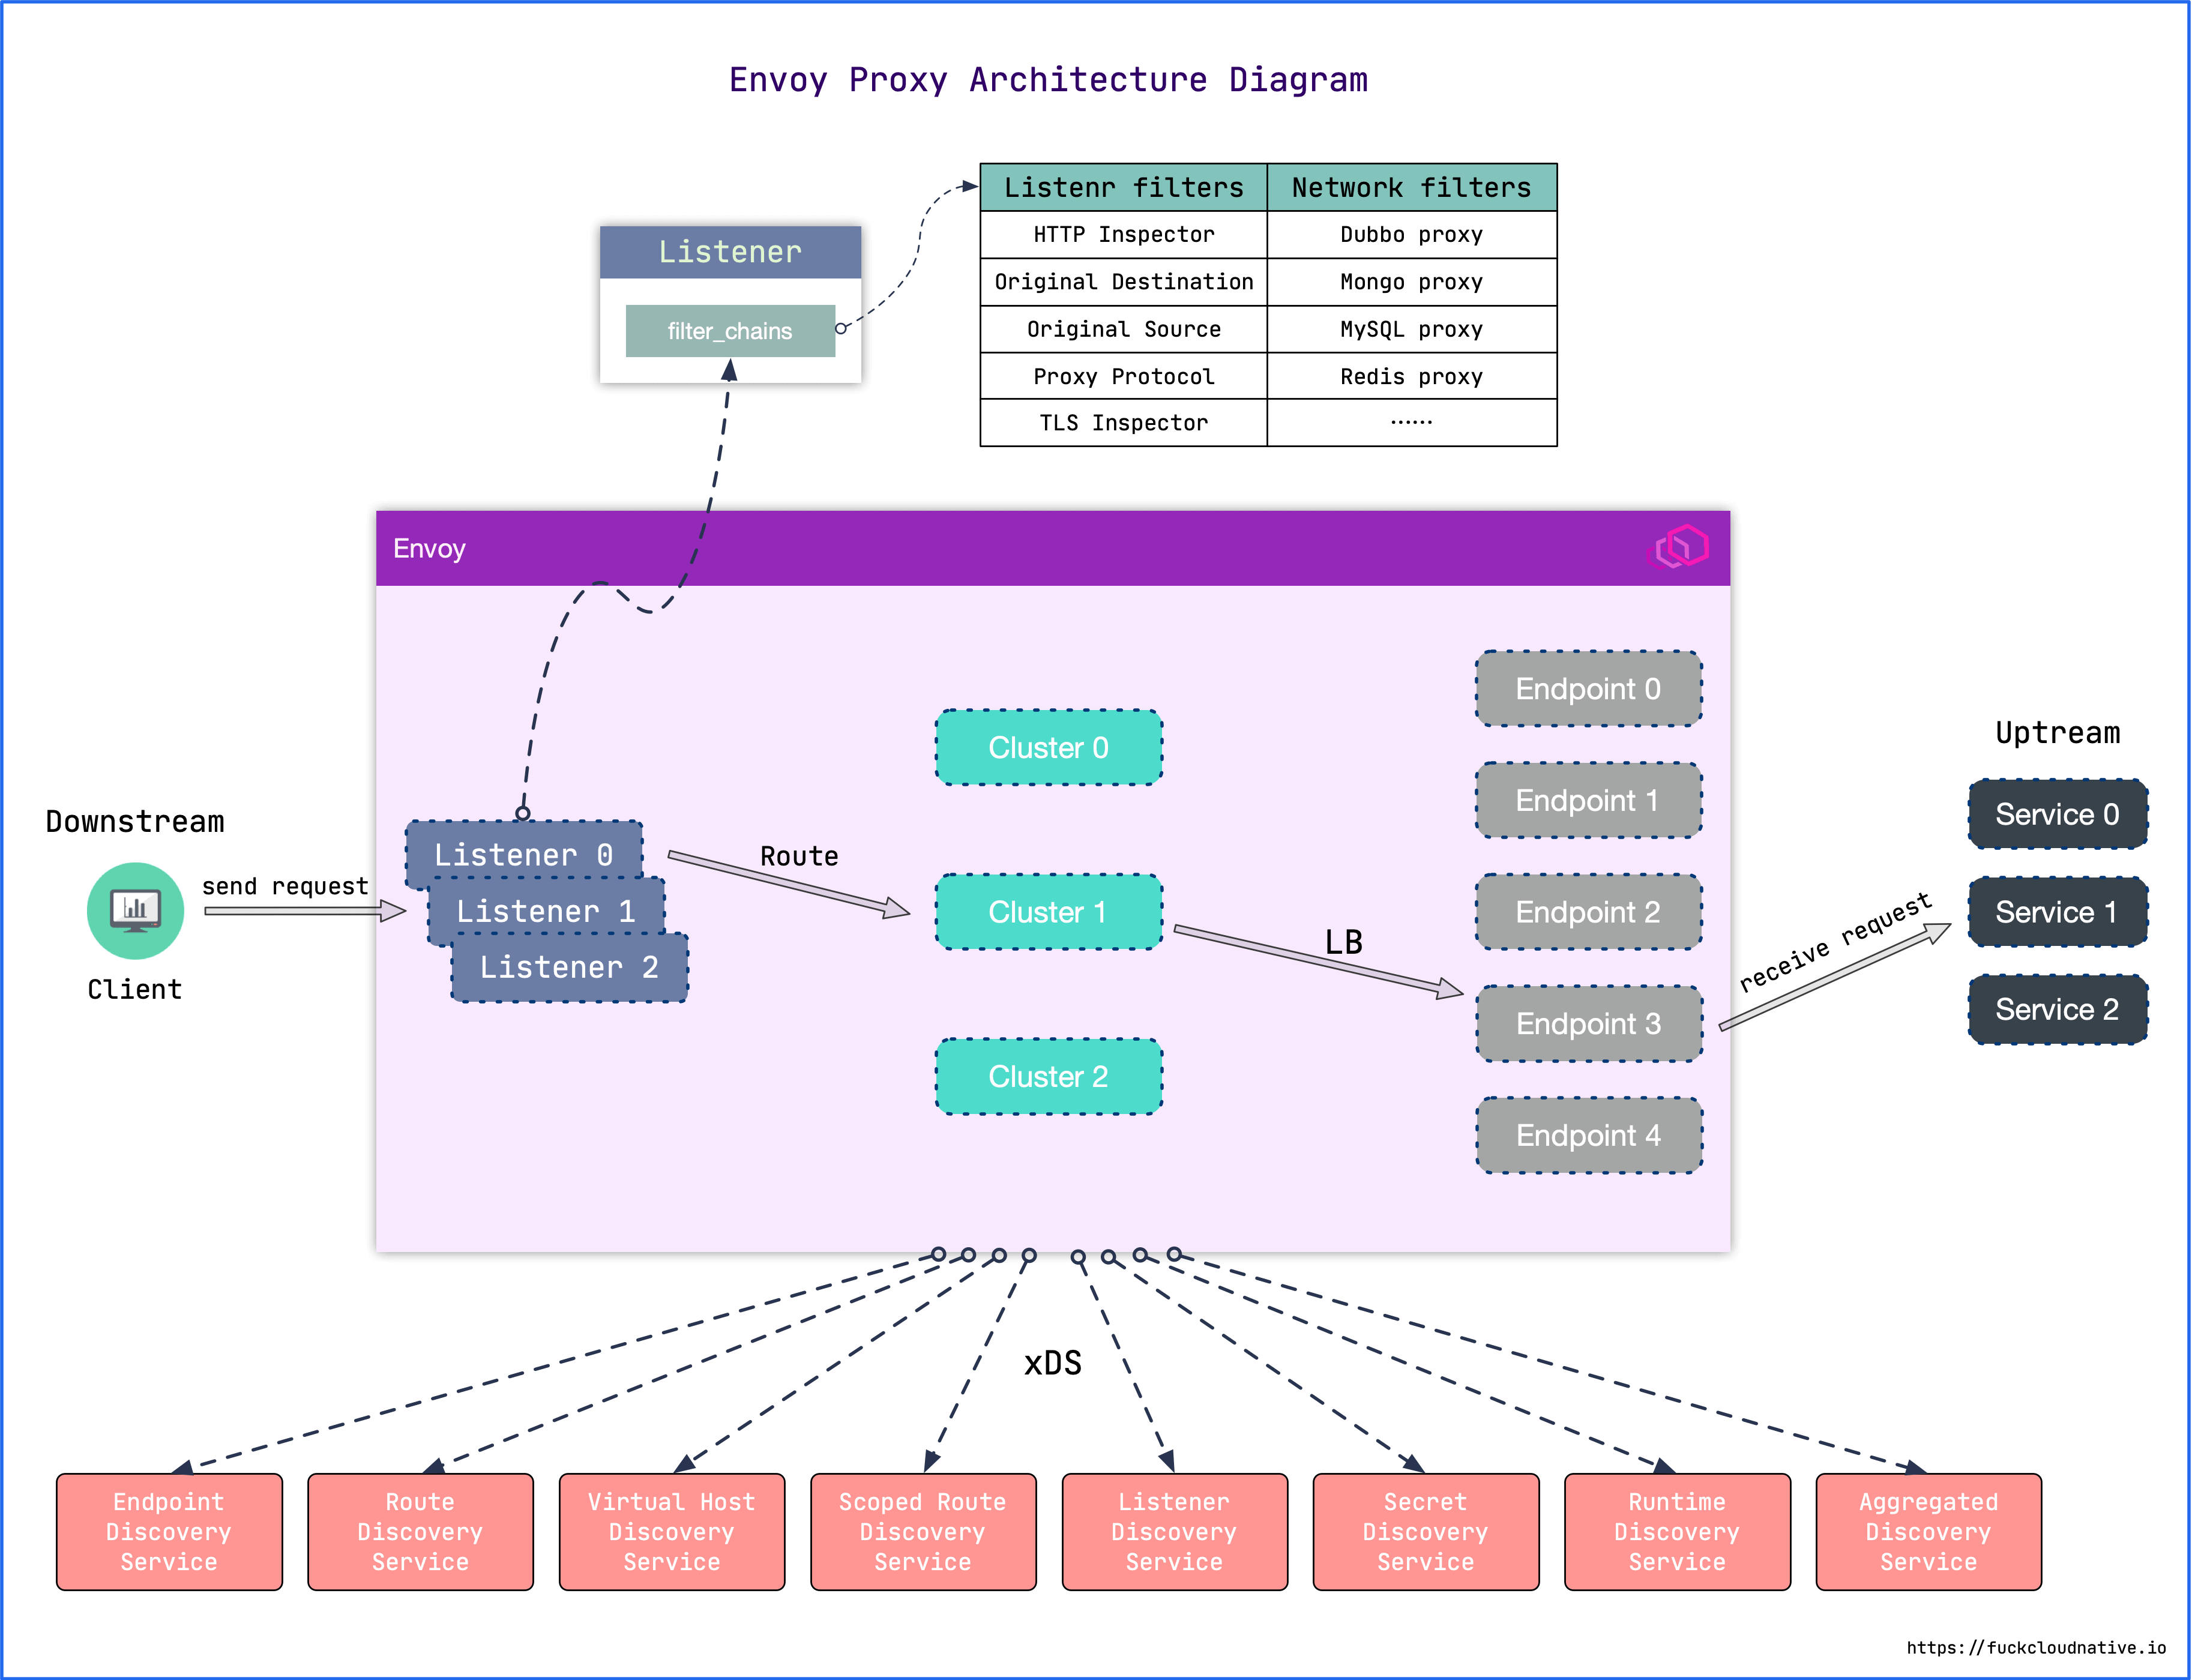 Envoy Proxy Architecture Diagram
Listener
filter_chains
Listenr filters Network filters
HTTP Inspector Dubbo proxy
Original Destination Mongo proxy
Original Source MySQL proxy
Proxy Protocol Redis proxy
TLS Inspector ······
Envoy
Downstream
Client
send request
Listener 0
Listener 1
Listener 2
Route
Cluster 0
Cluster 1
Cluster 2
LB
Endpoint 0
Endpoint 1
Endpoint 2
Endpoint 3
Endpoint 4
receive request
Uptream
Service 0
Service 1
Service 2
xDS
Endpoint
Discovery
Service
Route
Discovery
Service
Virtual Host
Discovery
Service
Scoped Route
Discovery
Service
Listener
Discovery
Service
Secret
Discovery
Service
Runtime
Discovery
Service
Aggregated
Discovery
Service
https://fuckcloudnative.io